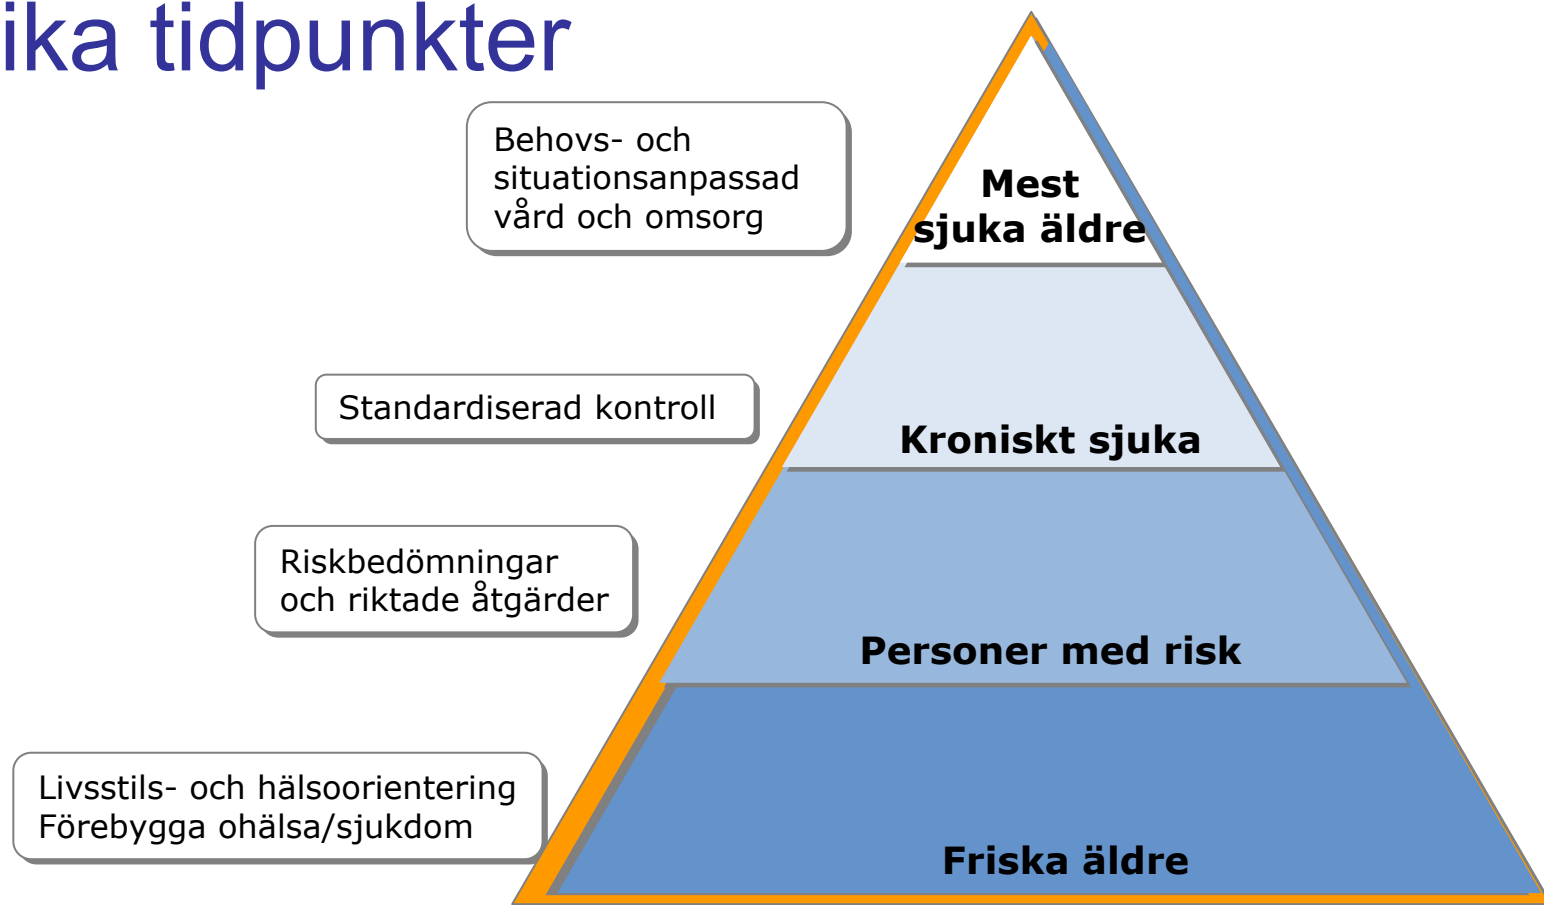 ika tidpunkter
Behovs- och
situationsanpassad
vård och omsorg
Mest
sjuka äldre
Standardiserad kontroll
Kroniskt sjuka
Riskbedömningar
och riktade åtgärder
Personer med risk
Livsstils- och hälsoorientering
Förebygga ohälsa/sjukdom
Friska äldre